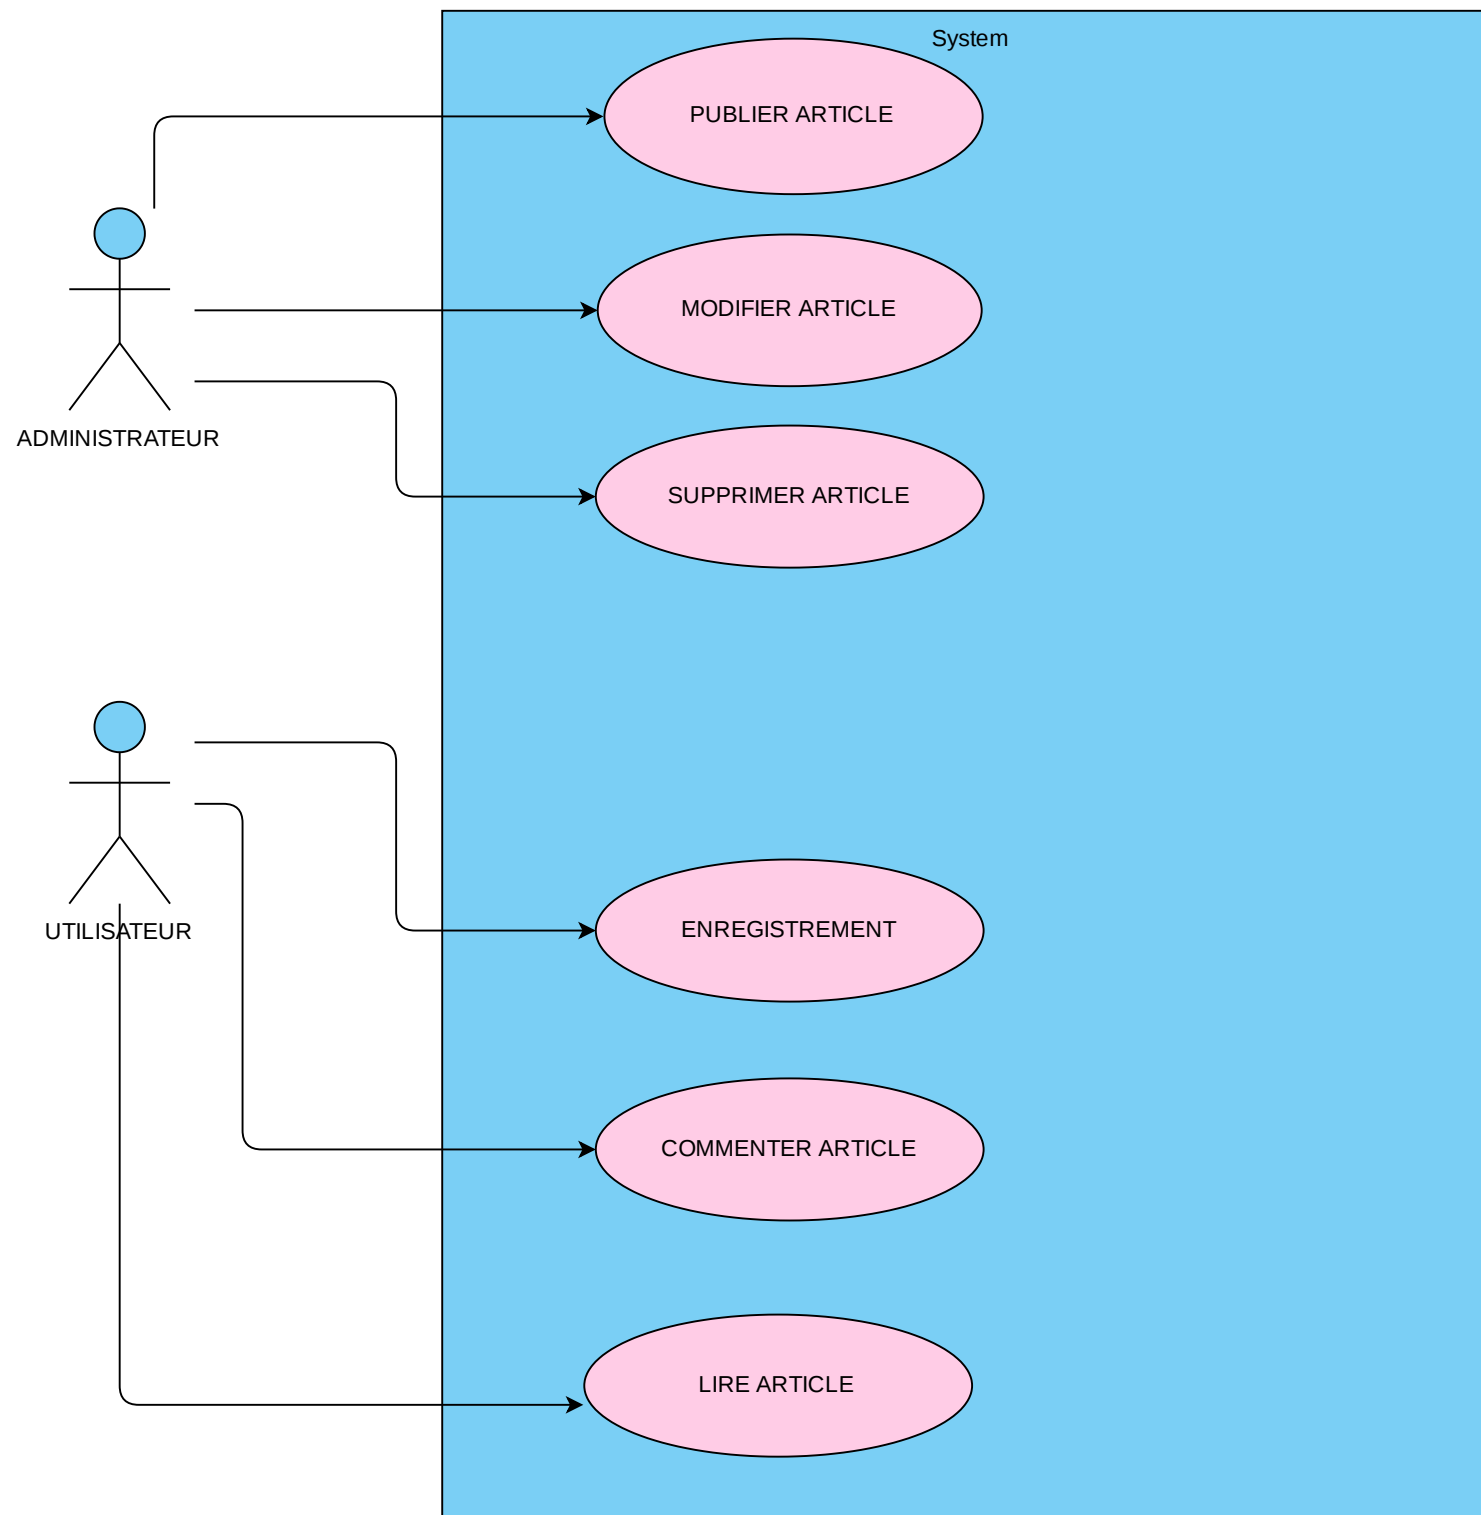 System
PUBLIER ARTICLE
MODIFIER ARTICLE
ADMINISTRATEUR
SUPPRIMER ARTICLE
UTILISATEUR
ENREGISTREMENT
COMMENTER ARTICLE
LIRE ARTICLE